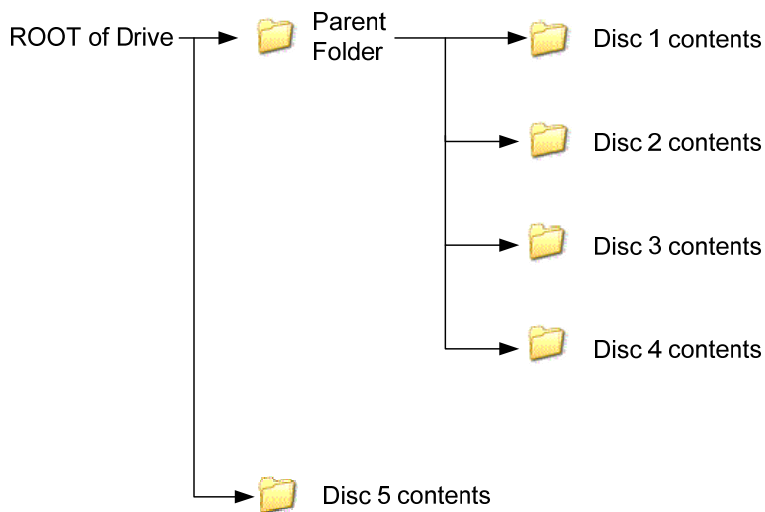 ROOT of Drive
Parent
Folder
Disc 1 contents
Disc 2 contents
Disc 3 contents
Disc 4 contents
Disc 5 contents